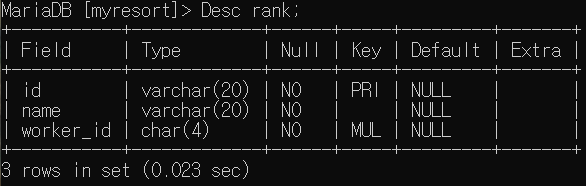 MariaDB [myresort]> Desc rank;
+-----------+-------------+------+-----+---------+-------+
| Field     | Type        | Null | Key | Default | Extra |
+-----------+-------------+------+-----+---------+-------+
| id        | varchar(20) | NO   | PRI | NULL    |       |
| name      | varchar(20) | NO   |     | NULL    |       |
| worker_id | char(4)     | NO   | MUL | NULL    |       |
+-----------+-------------+------+-----+---------+-------+
3 rows in set (0.023 sec)